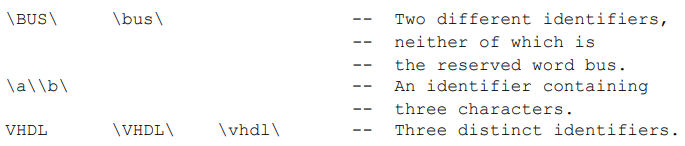 \BUS\ \bus\ -- Two different identifiers,
-- neither of which is
-- the reserved word bus.
\a\\b\ -- An identifier containing
-- three characters.
VHDL \VHDL\ \vhdl\ -- Three distinct identifiers.